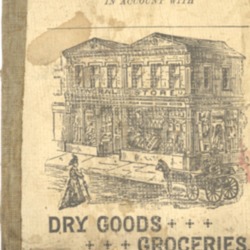 IN ACCOUNT WITH
DRY GOODS + + +
+ + + GROCERIES